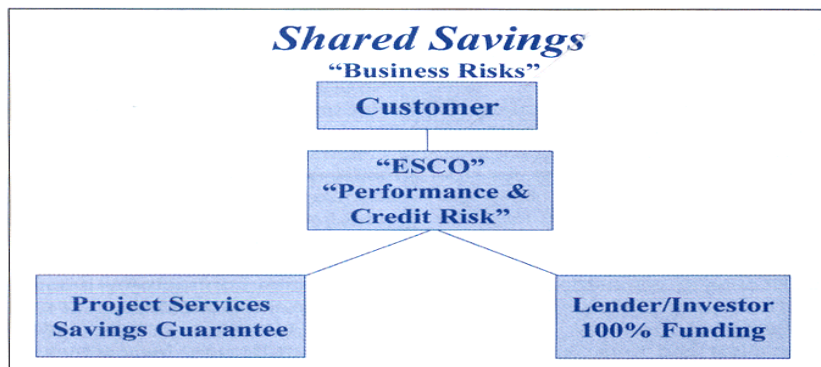 Shared Savings
“Business Risks”
Customer
“ESCO”
“Performance &
Credit Risk”
Project Services
Savings Guarantee
Lender/Investor
100% Funding